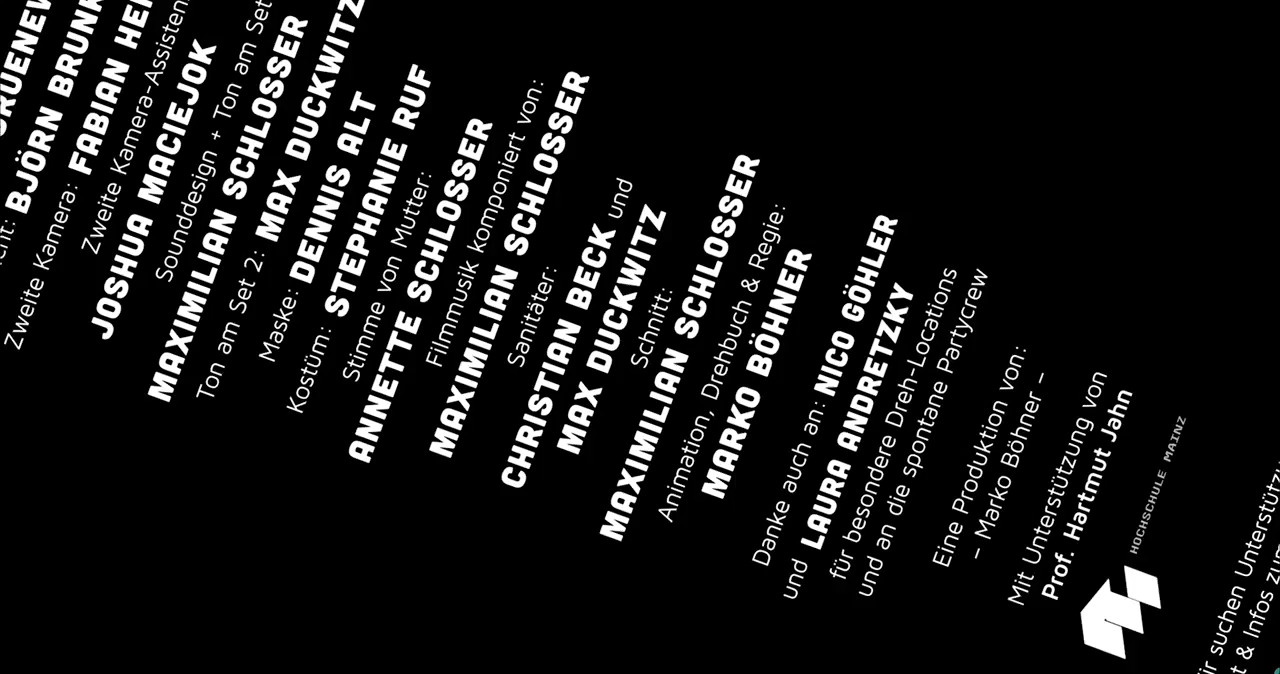 BJÖRN
Zweite Kamera: FABIAN
Zweite Kamera-Assistenz
JOSHUA MACIEJOK
Sounddesign + Ton am Set
MAXIMILIAN SCHLOSSER
Ton am Set 2: MAX DUCKWITZ
Maske: DENNIS ALT
Kostüm: STEPHANIE RUF
Stimme von Mutter:
ANNETTE SCHLOSSER
Filmmusik komponiert von:
MAXIMILIAN SCHLOSSER
Sanitäter:
CHRISTIAN BECK und
MAX DUCKWITZ
Schnitt:
MAXIMILIAN SCHLOSSER
Animation, Drehbuch & Regie:
MARKO BÖHNER
Danke auch an: NICO GÖHLER
und LAURA ANDRETZKY
für besondere Dreh-Locations
und an die spontane Partycrew
Eine Produktion von:
– Marko Böhner –
Mit Unterstützung von
Prof. Hartmut Jahn
HOCHSCHULE MAINZ
suchen
& Infos